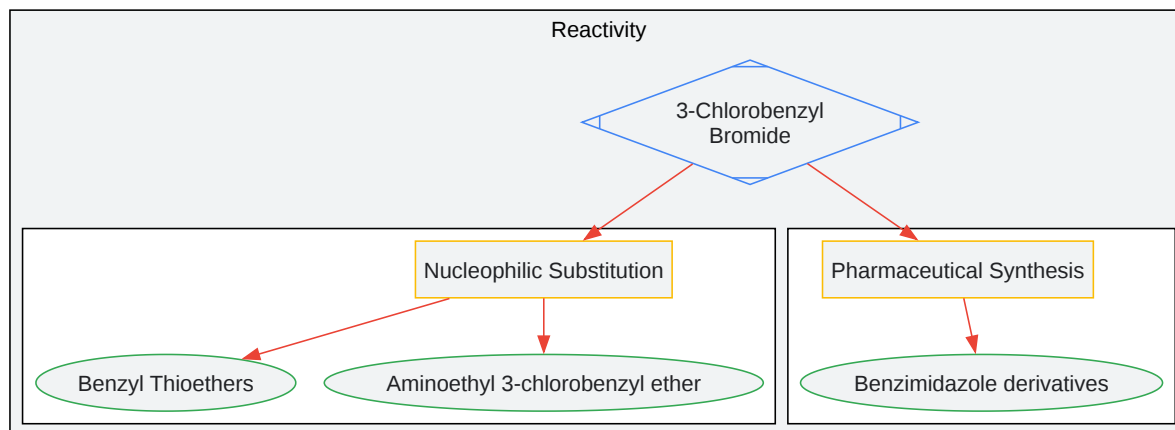 Reactivity
3-Chlorobenzyl
Bromide
Nucleophilic Substitution
Pharmaceutical Synthesis
Benzyl Thioethers
Aminoethyl 3-chlorobenzyl ether
Benzimidazole derivatives